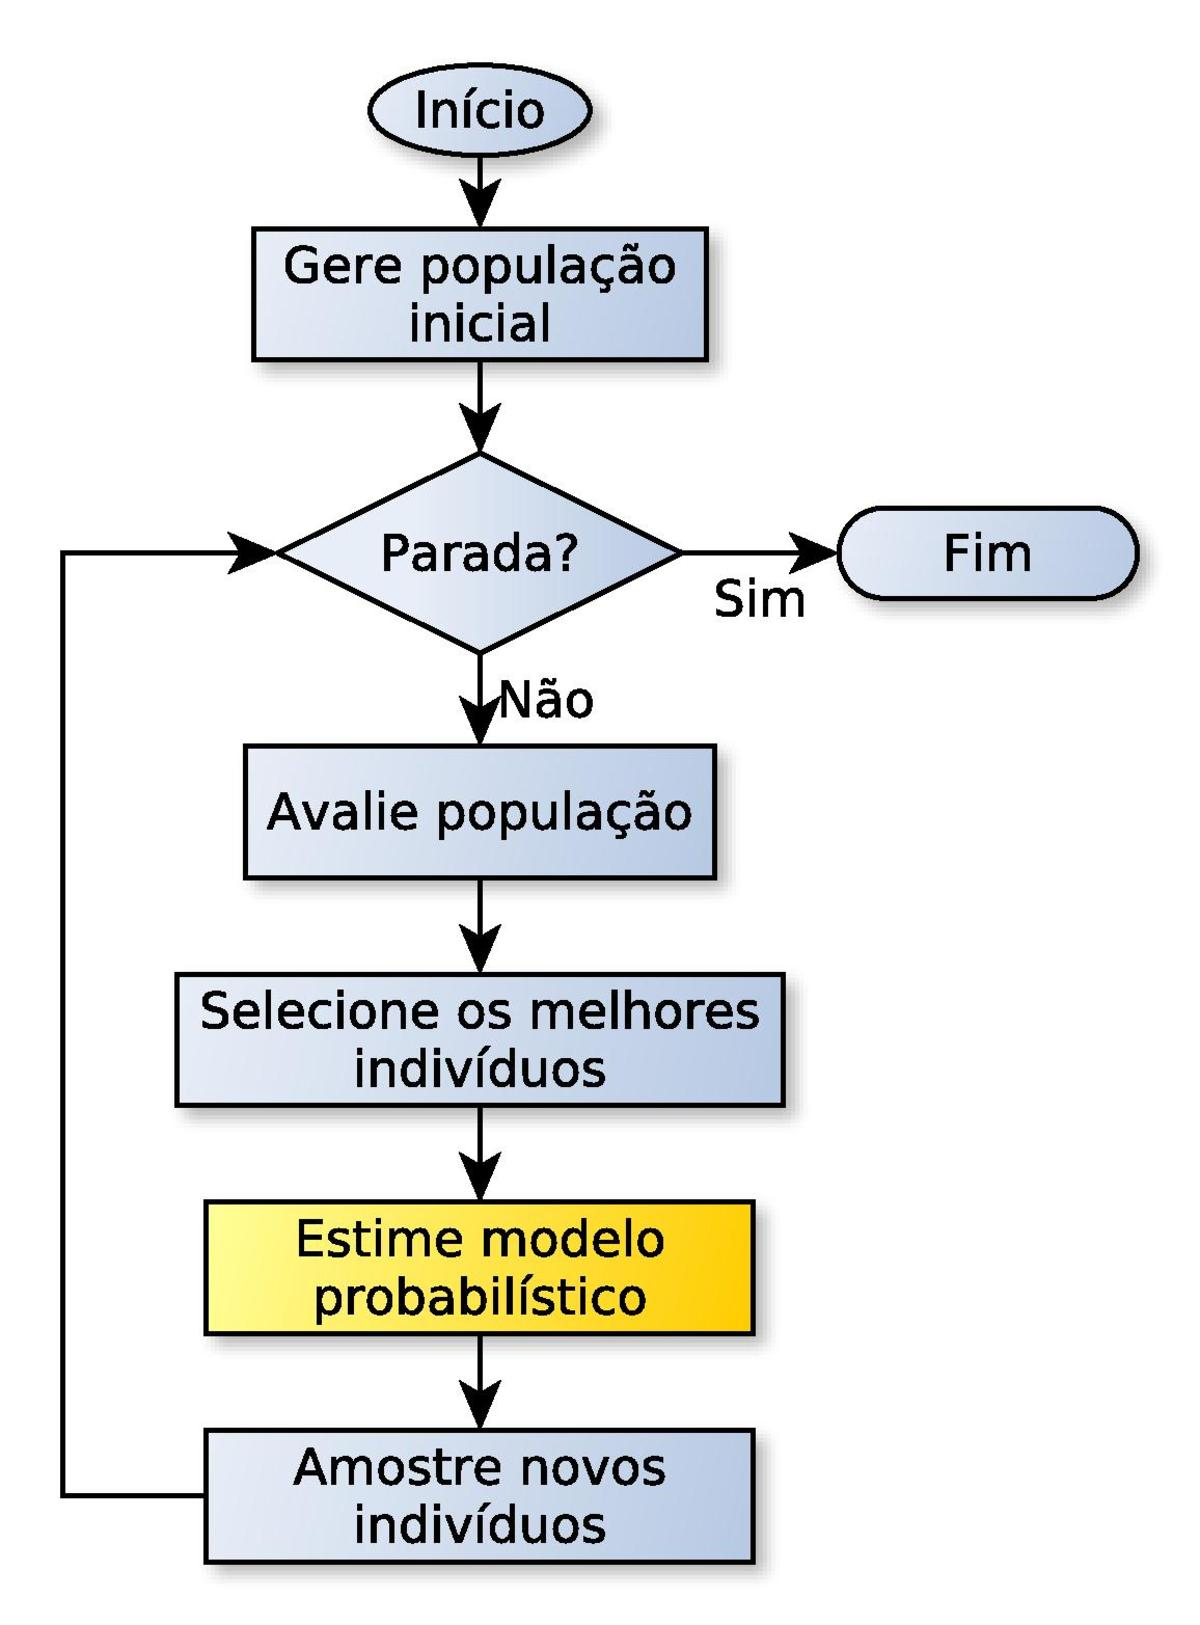 Início
Gere população
inicial
Parada?
Fim
Sim
Não
Avalie população
Selecione os melhores
indivíduos
Estime modelo
probabilístico
Amostre novos
indivíduos